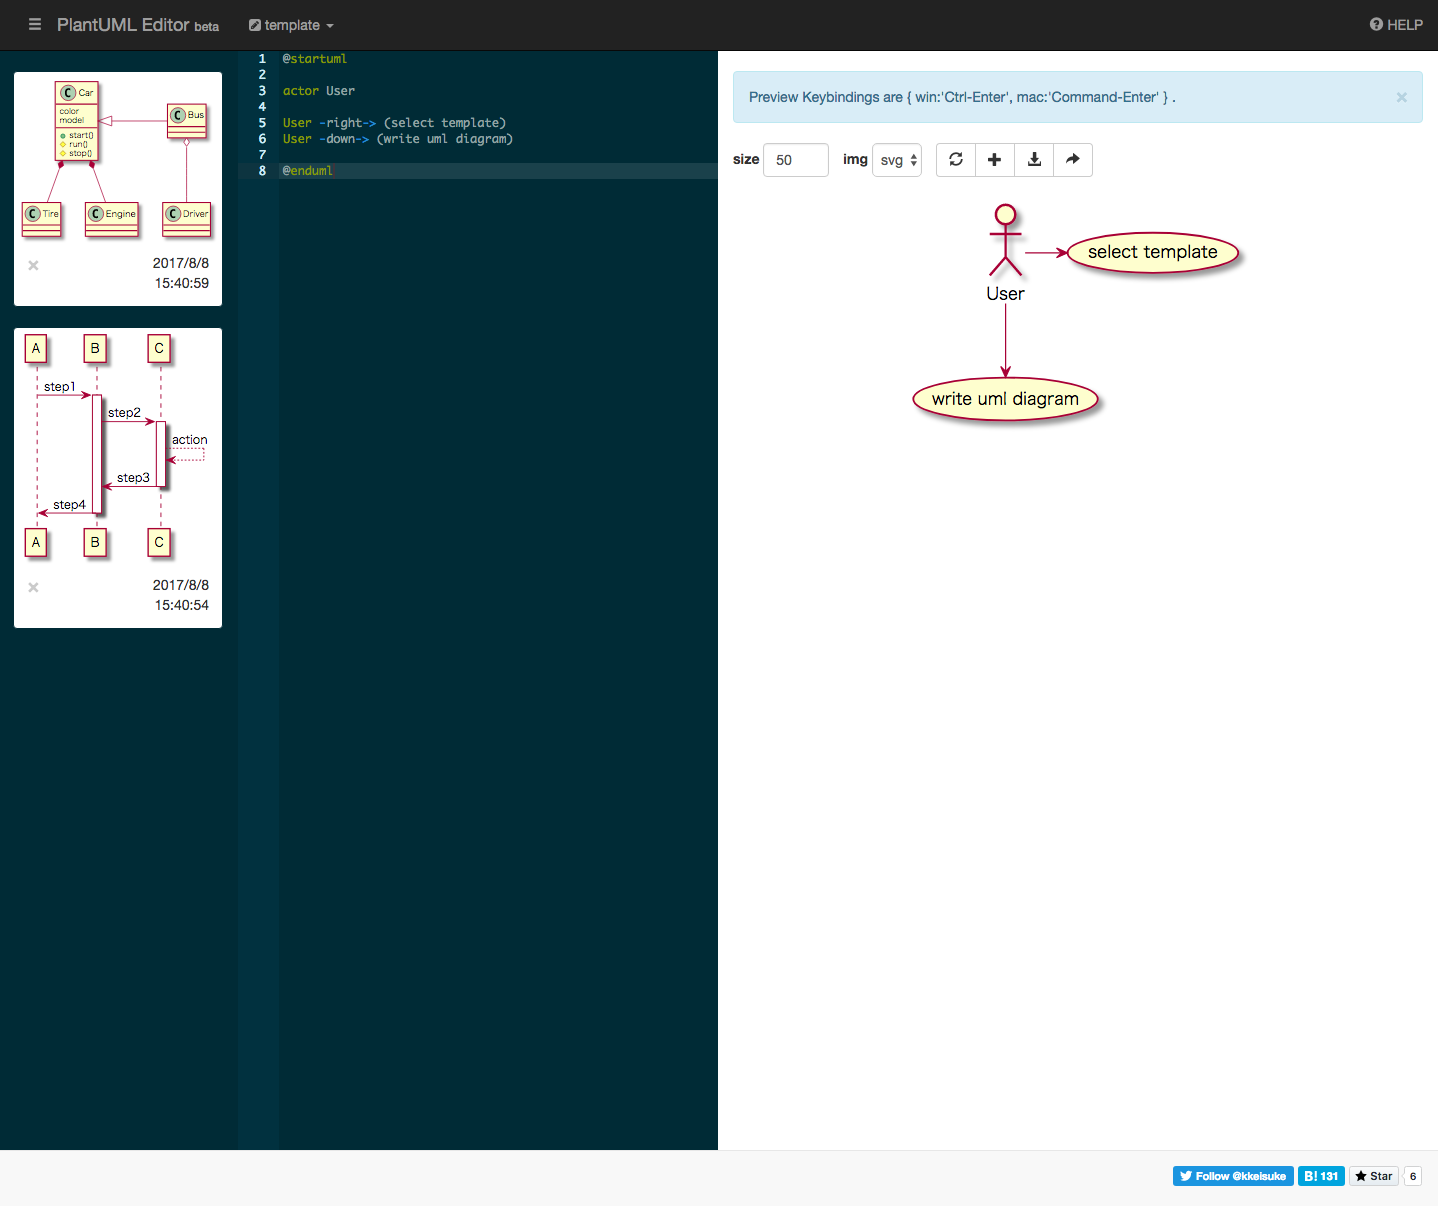 PlantUML Editor beta
template
HELP
C Car
color
model
start()
run()
stop()
C Bus
C Tire
C Engine
C Driver
2017/8/8
15:40:59
A B C
step1
step2
action
step3
step4
A B C
2017/8/8
15:40:54
1 @startuml
2
3 actor User
4
5 User -right-> (select template)
6 User -down-> (write uml diagram)
7
8 @enduml
Preview Keybindings are { win:'Ctrl-Enter', mac:'Command-Enter' } .
size 50 img svg
select template
User
write uml diagram
Follow @kkeisuke B! 131 Star 6